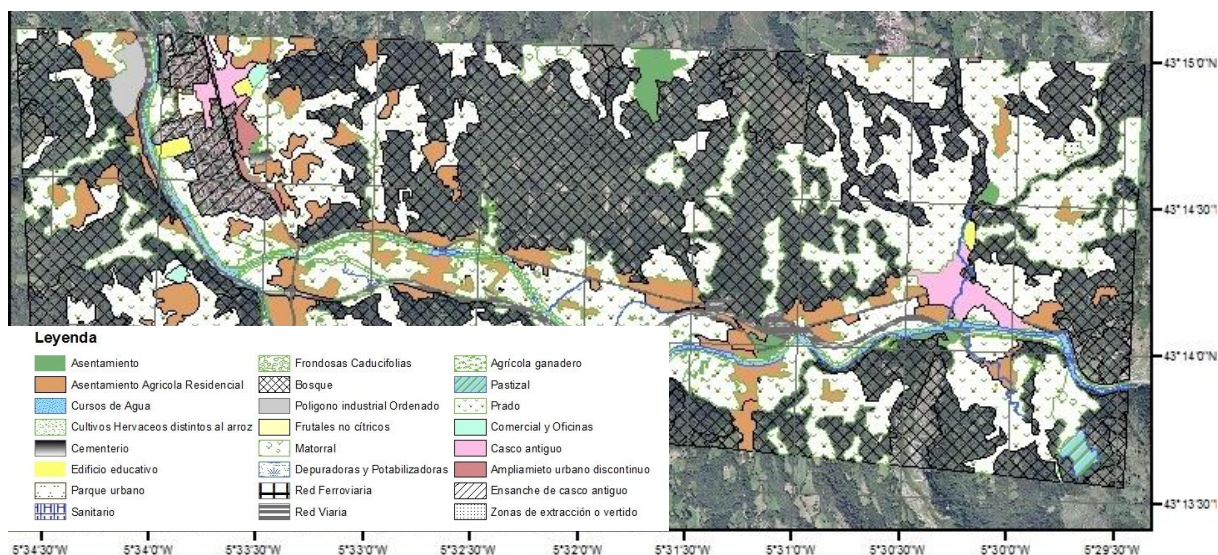 43°15'0"N
43°14'30"N
43°14'0"N
43°13'30"N
Leyenda
Asentamiento
Asentamiento Agricola Residencial
Cursos de Agua
Cultivos Hervaceos distintos al arroz
Cementerio
Edificio educativo
Parque urbano
Sanitario
Frondosas Caducifolias
Bosque
Poligono industrial Ordenado
Frutales no cítricos
Matorral
Depuradoras y Potabilizadoras
Red Ferroviaria
Red Viaria
Agrícola ganadero
Pastizal
Prado
Comercial y Oficinas
Casco antiguo
Ampliamieto urbano discontinuo
Ensanche de casco antiguo
Zonas de extracción o vertido
5°34'30"W 5°34'0"W 5°33'30"W 5°33'0"W 5°32'30"W 5°32'0"W 5°31'30"W 5°31'0"W 5°30'30"W 5°30'0"W 5°29'30"W